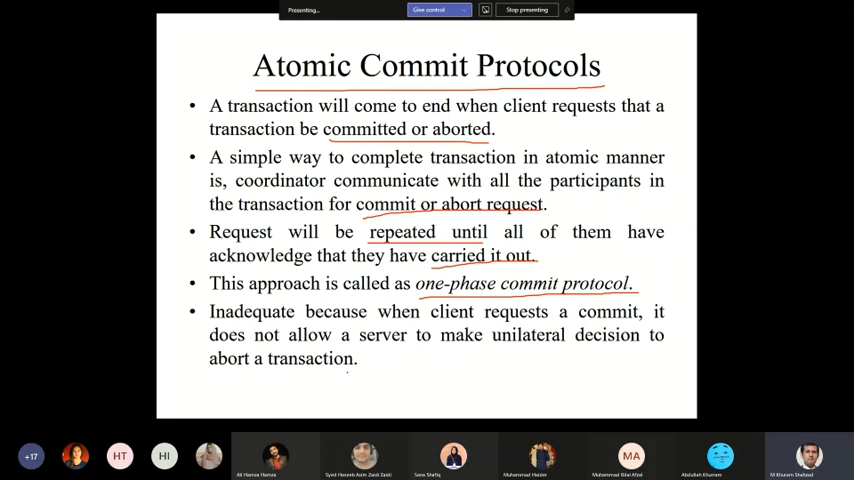 Presenting...
Give control
Stop presenting
Atomic Commit Protocols
• A transaction will come to end when client requests that a
transaction be committed or aborted.
• A simple way to complete transaction in atomic manner
is, coordinator communicate with all the participants in
the transaction for commit or abort request.
• Request will be repeated until all of them have
acknowledge that they have carried it out.
• This approach is called as one-phase commit protocol.
• Inadequate because when client requests a commit, it
does not allow a server to make unilateral decision to
abort a transaction.
+17
HT
HI
MA
Ali Hamza Hamza
Syed Haseeb Azim Zaidi Zaidi
Sana Shafiq
Muhammad Haider
Muhammad Bilal Afzal
Abdullah Khurram
M Khuram Shahzad